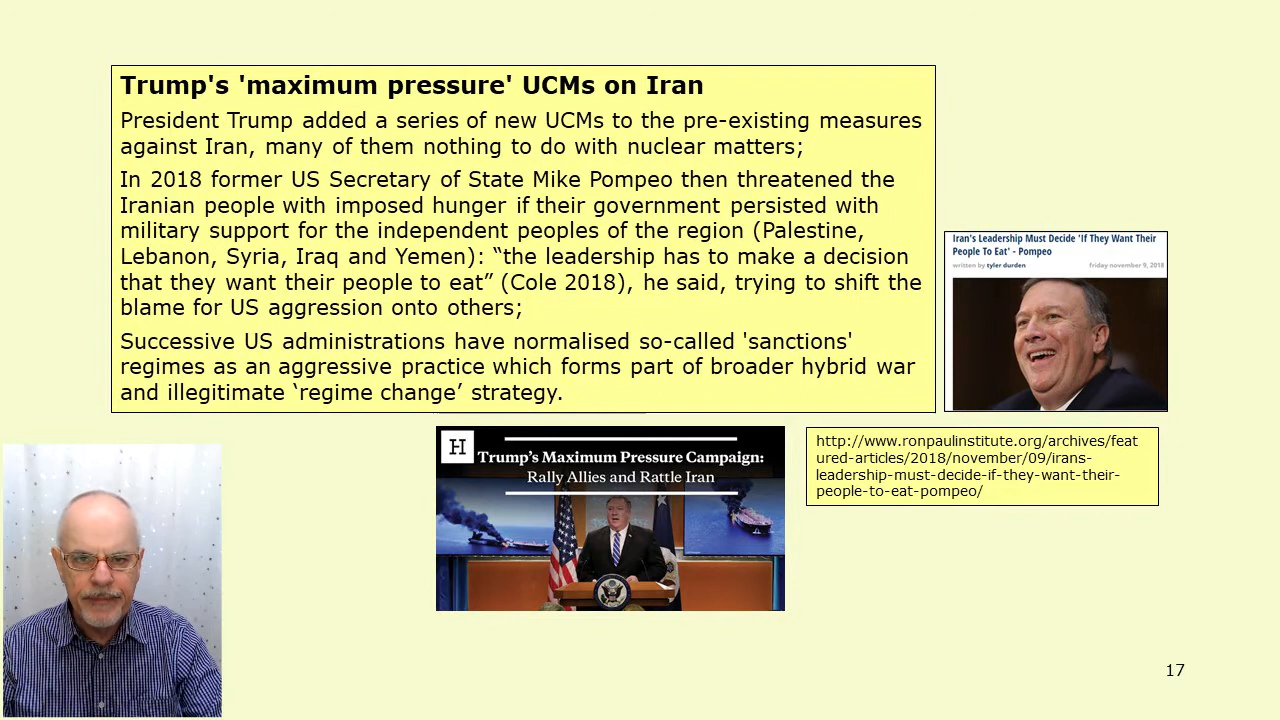 Trump's 'maximum pressure' UCMs on Iran
President Trump added a series of new UCMs to the pre-existing measures
against Iran, many of them nothing to do with nuclear matters;
In 2018 former US Secretary of State Mike Pompeo then threatened the
Iranian people with imposed hunger if their government persisted with
military support for the independent peoples of the region (Palestine,
Lebanon, Syria, Iraq and Yemen): “the leadership has to make a decision
that they want their people to eat” (Cole 2018), he said, trying to shift the
blame for US aggression onto others;
Successive US administrations have normalised so-called 'sanctions'
regimes as an aggressive practice which forms part of broader hybrid war
and illegitimate ‘regime change’ strategy.
Iran's Leadership Must Decide 'If They Want Their
People To Eat' - Pompeo
written by tyler durden friday november 9, 2018
H
Trump’s Maximum Pressure Campaign:
Rally Allies and Rattle Iran
http://www.ronpaulinstitute.org/archives/feat
ured-articles/2018/november/09/irans-
leadership-must-decide-if-they-want-their-
people-to-eat-pompeo/
17